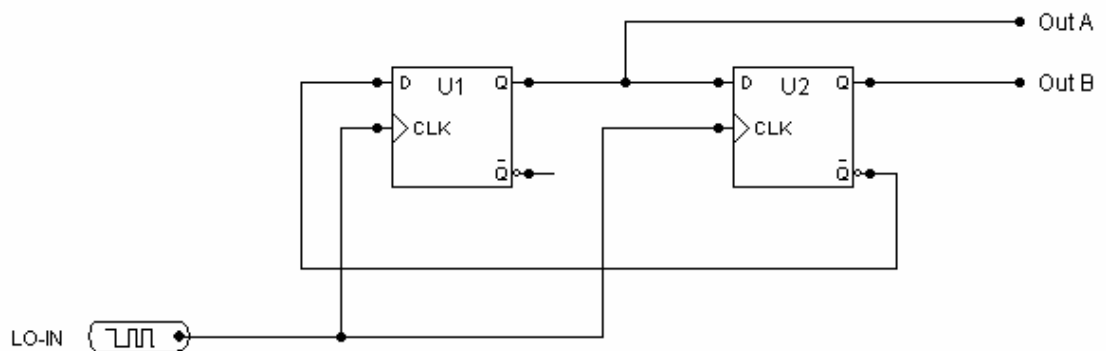 Out A
D U1 Q
D U2 Q
Out B
CLK
CLK
Q̄
Q̄
LO-IN